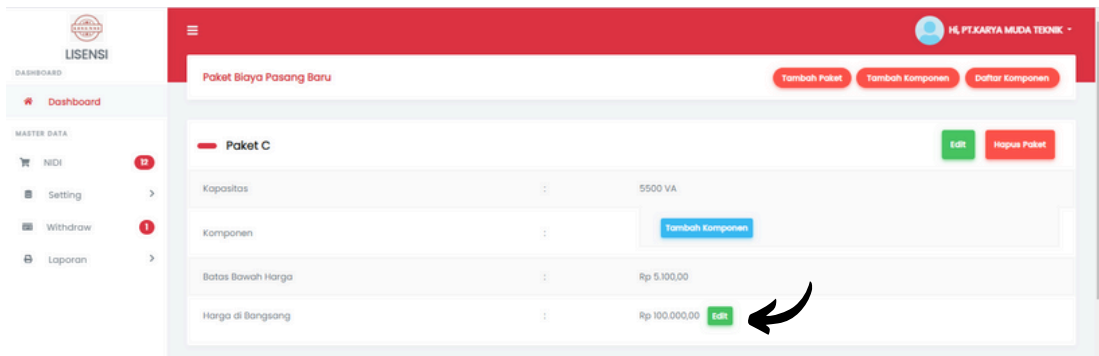 LISENSI
LISENSI
DASHBOARD
Dashboard
MASTER DATA
NIDI 12
Setting
Withdraw 1
Laporan
Hi, PT.KARYA MUDA TEKNIK
Paket Biaya Pasang Baru
Tambah Paket
Tambah Komponen
Daftar Komponen
Paket C
Edit
Hapus Paket
Kapasitas : 5500 VA
Komponen : Tambah Komponen
Batas Bawah Harga : Rp 5.100,00
Harga di Bangsang : Rp 100.000,00 Edit